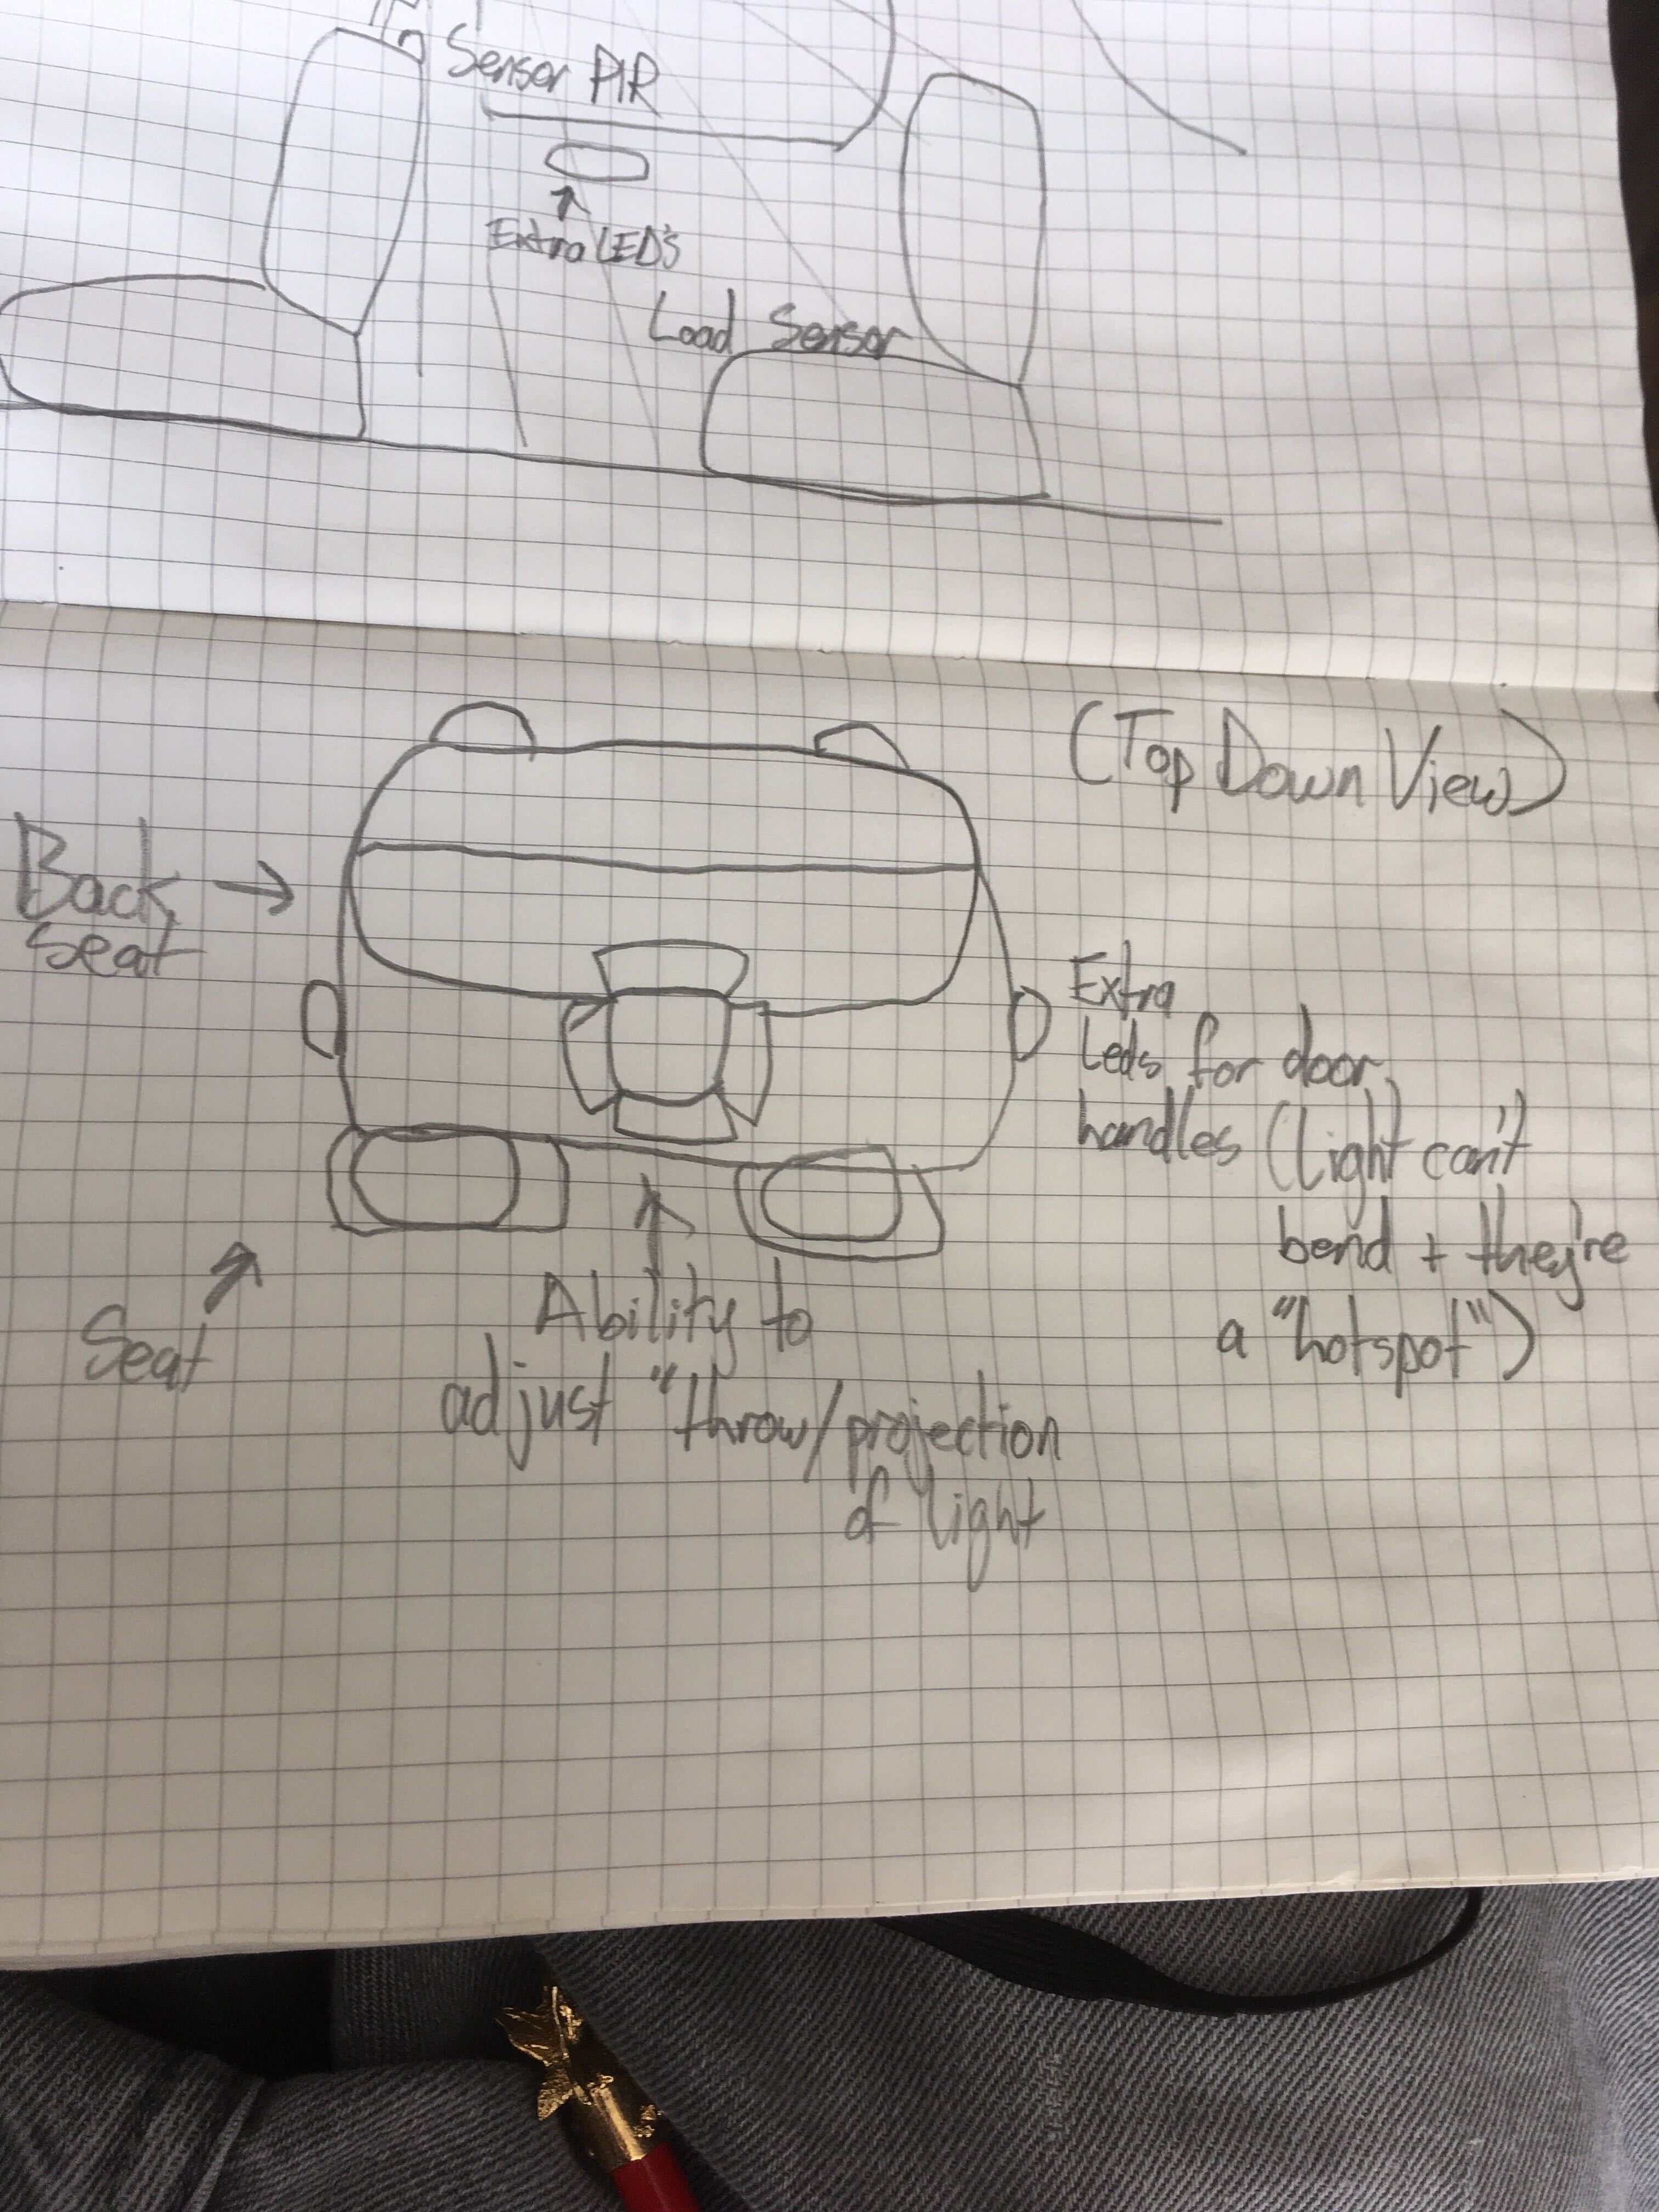 Sensor PIR
Extra LED's
Load Sensor
(Top Down View)
Back
seat
Extra
Leds for door
handles (Light can't
bend + they're
a "hotspot")
Seat
Ability to
adjust "throw/projection
of light